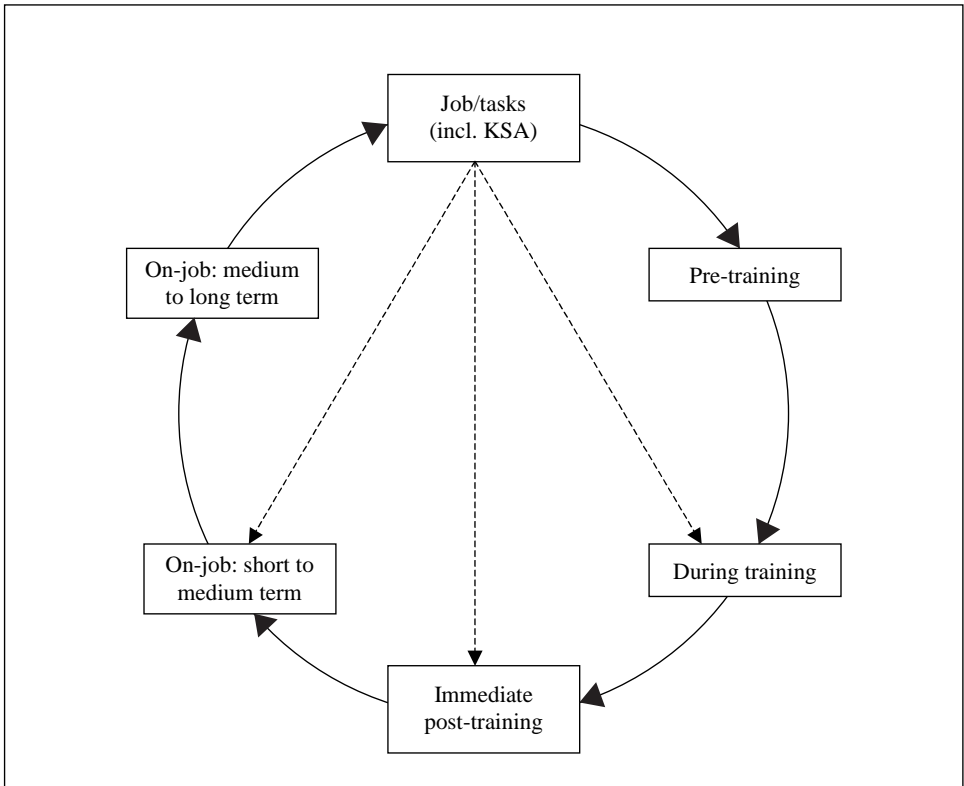 Job/tasks
(incl. KSA)
On-job: medium
to long term
Pre-training
On-job: short to
medium term
During training
Immediate
post-training